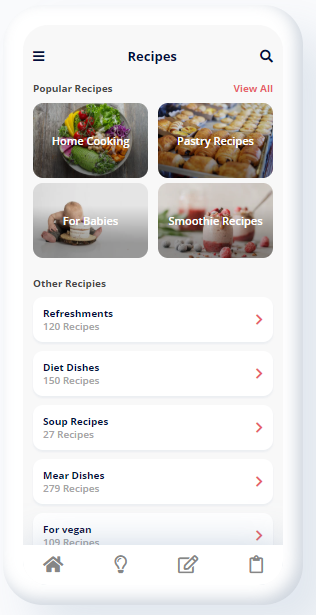 Recipes
Popular Recipes View All
Home Cooking Pastry Recipes
For Babies Smoothie Recipes
Other Recipies
Refreshments
120 Recipes
Diet Dishes
150 Recipes
Soup Recipes
27 Recipes
Mear Dishes
279 Recipes
For vegan
109 Recipes